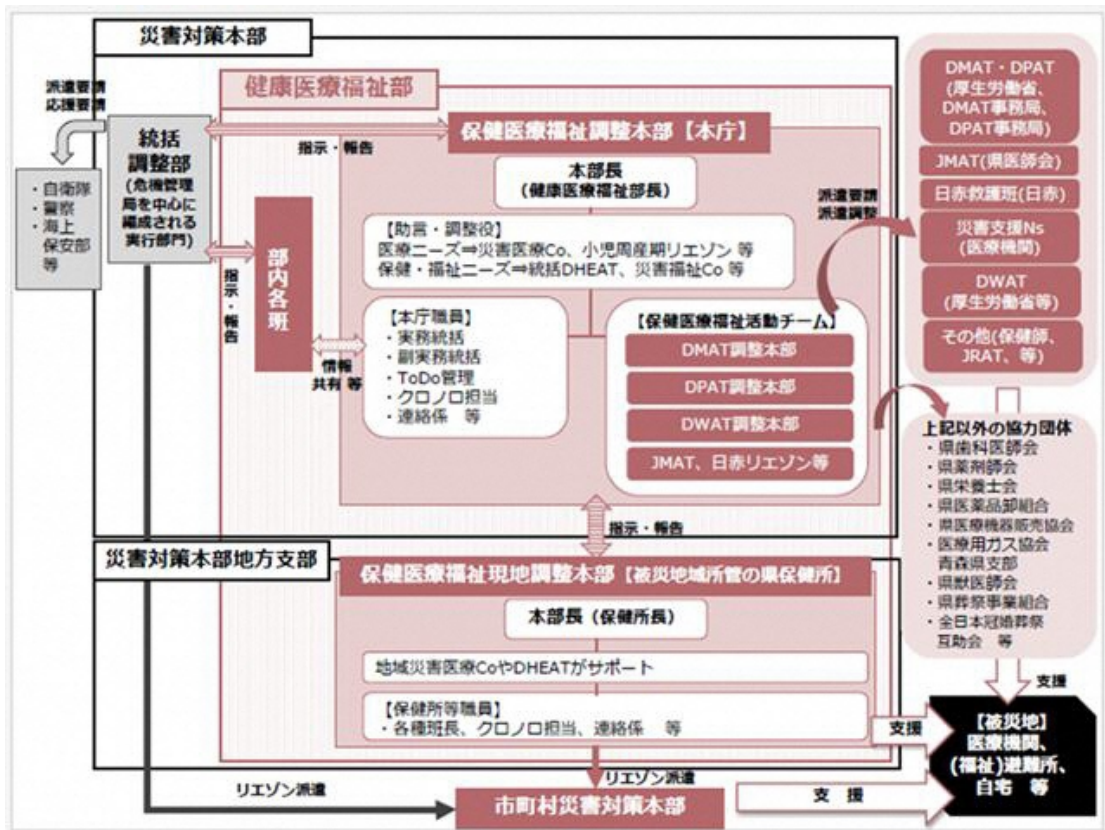 災害対策本部
健康医療福祉部
派遣要請
応援要請
統括
調整部
(危機管理
局を中心に
編成される
実行部門)
・自衛隊
・警察
・海上
保安部
等
指示・報告
指示・報告
部内各班
情報
共有 等
保健医療福祉調整本部【本庁】
本部長
(健康医療福祉部長)
【助言・調整役】
医療ニーズ⇒災害医療Co、小児周産期リエゾン 等
保健・福祉ニーズ⇒統括DHEAT、災害福祉Co 等
【本庁職員】
・実務統括
・副実務統括
・ToDo管理
・クロノロ担当
・連絡係 等
【保健医療福祉活動チーム】
DMAT調整本部
DPAT調整本部
DWAT調整本部
JMAT、日赤リエゾン等
派遣要請
派遣調整
DMAT・DPAT
(厚生労働省、
DMAT事務局、
DPAT事務局)
JMAT(県医師会)
日赤救護班(日赤)
災害支援Ns
(医療機関)
DWAT
(厚生労働省等)
その他(保健師、
JRAT、等)
上記以外の協力団体
・県歯科医師会
・県薬剤師会
・県栄養士会
・県医薬品卸組合
・県医療機器販売協会
・医療用ガス協会
青森県支部
・県獣医師会
・県葬祭事業組合
・全日本冠婚葬祭
互助会 等
指示・報告
災害対策本部地方支部
保健医療福祉現地調整本部【被災地域所管の県保健所】
本部長（保健所長）
地域災害医療CoやDHEATがサポート
【保健所等職員】
・各種班長、クロノロ担当、連絡係 等
支援
支援
【被災地】
医療機関、
(福祉)避難所、
自宅 等
リエゾン派遣
リエゾン派遣
市町村災害対策本部
支 援